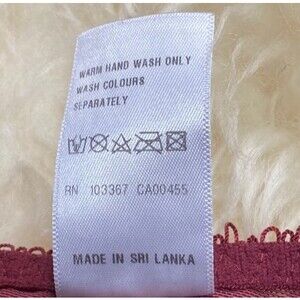 WARM HAND WASH ONLY
WASH COLOURS
SEPARATELY
RN 103367 CA00455
MADE IN SRI LANKA